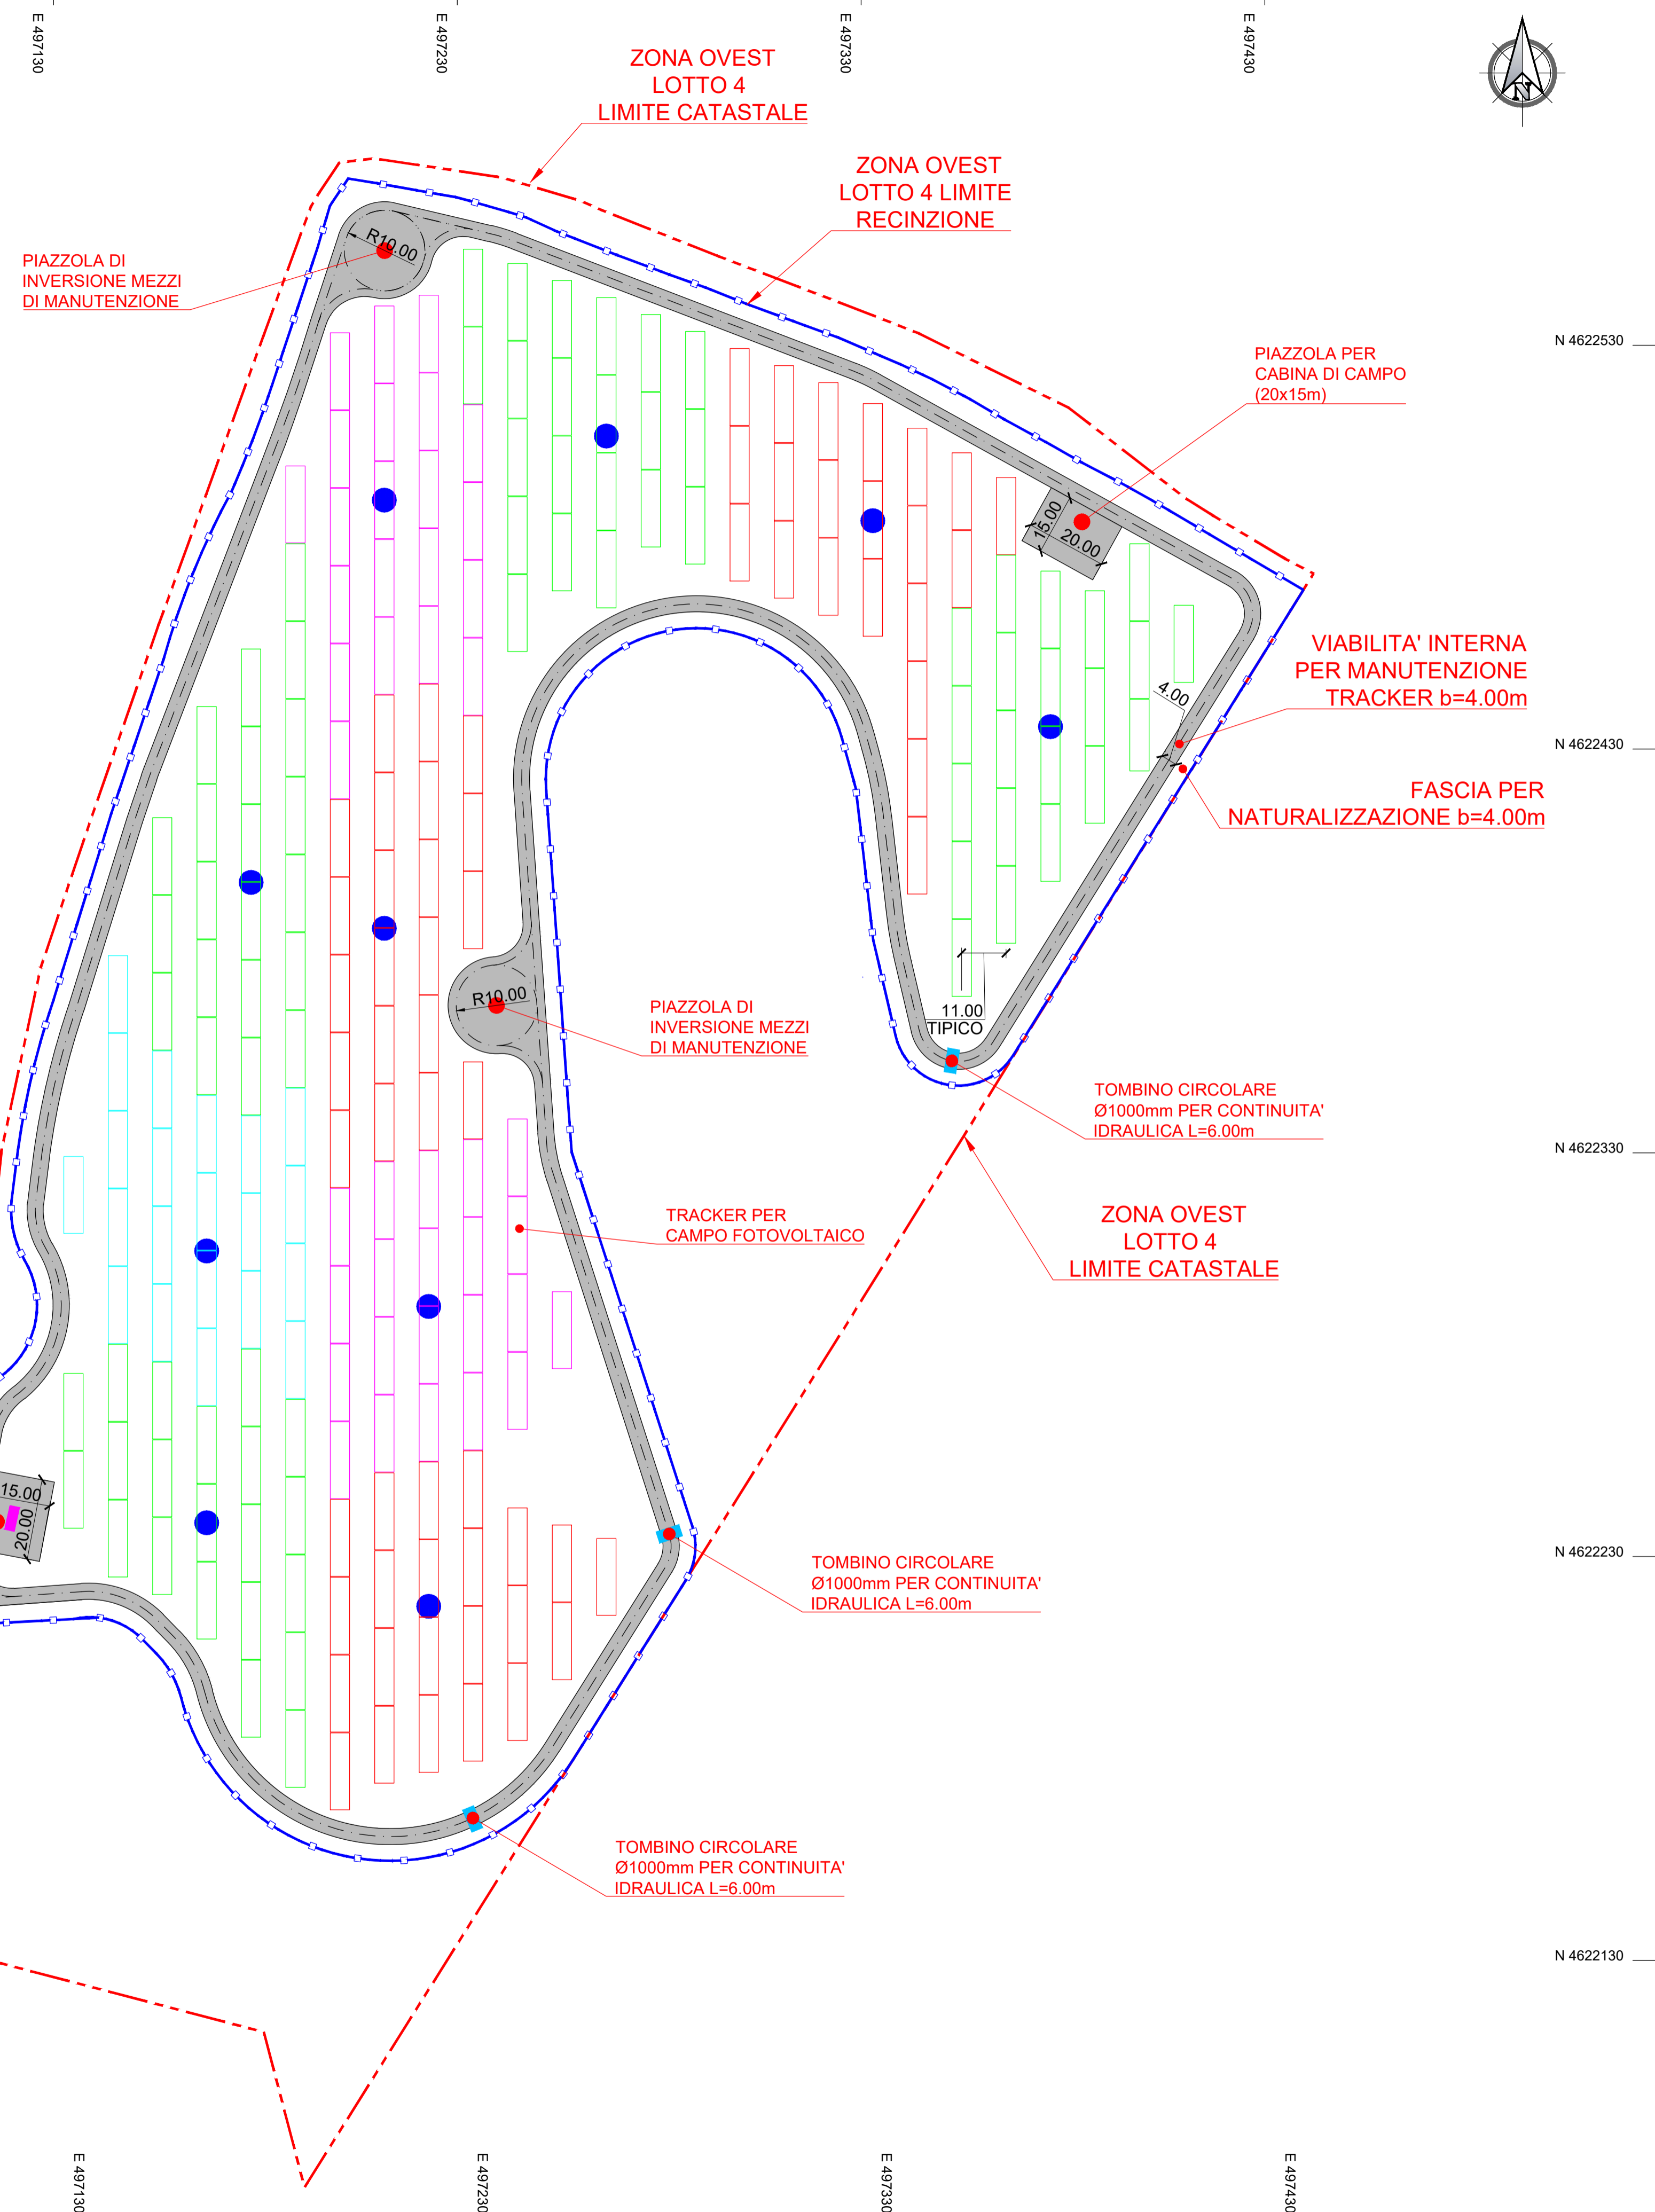 E 497130
E 497230
E 497330
E 497430
N
ZONA OVEST
LOTTO 4
LIMITE CATASTALE
ZONA OVEST
LOTTO 4 LIMITE
RECINZIONE
PIAZZOLA DI
INVERSIONE MEZZI
DI MANUTENZIONE
R10.00
N 4622530
PIAZZOLA PER
CABINA DI CAMPO
(20x15m)
15.00
20.00
VIABILITA' INTERNA
PER MANUTENZIONE
TRACKER b=4.00m
4.00
N 4622430
FASCIA PER
NATURALIZZAZIONE b=4.00m
R10.00
PIAZZOLA DI
INVERSIONE MEZZI
DI MANUTENZIONE
11.00
TIPICO
TOMBINO CIRCOLARE
Ø1000mm PER CONTINUITA'
IDRAULICA L=6.00m
N 4622330
TRACKER PER
CAMPO FOTOVOLTAICO
ZONA OVEST
LOTTO 4
LIMITE CATASTALE
15.00
20.00
TOMBINO CIRCOLARE
Ø1000mm PER CONTINUITA'
IDRAULICA L=6.00m
N 4622230
TOMBINO CIRCOLARE
Ø1000mm PER CONTINUITA'
IDRAULICA L=6.00m
N 4622130
E 497130
E 497230
E 497330
E 497430